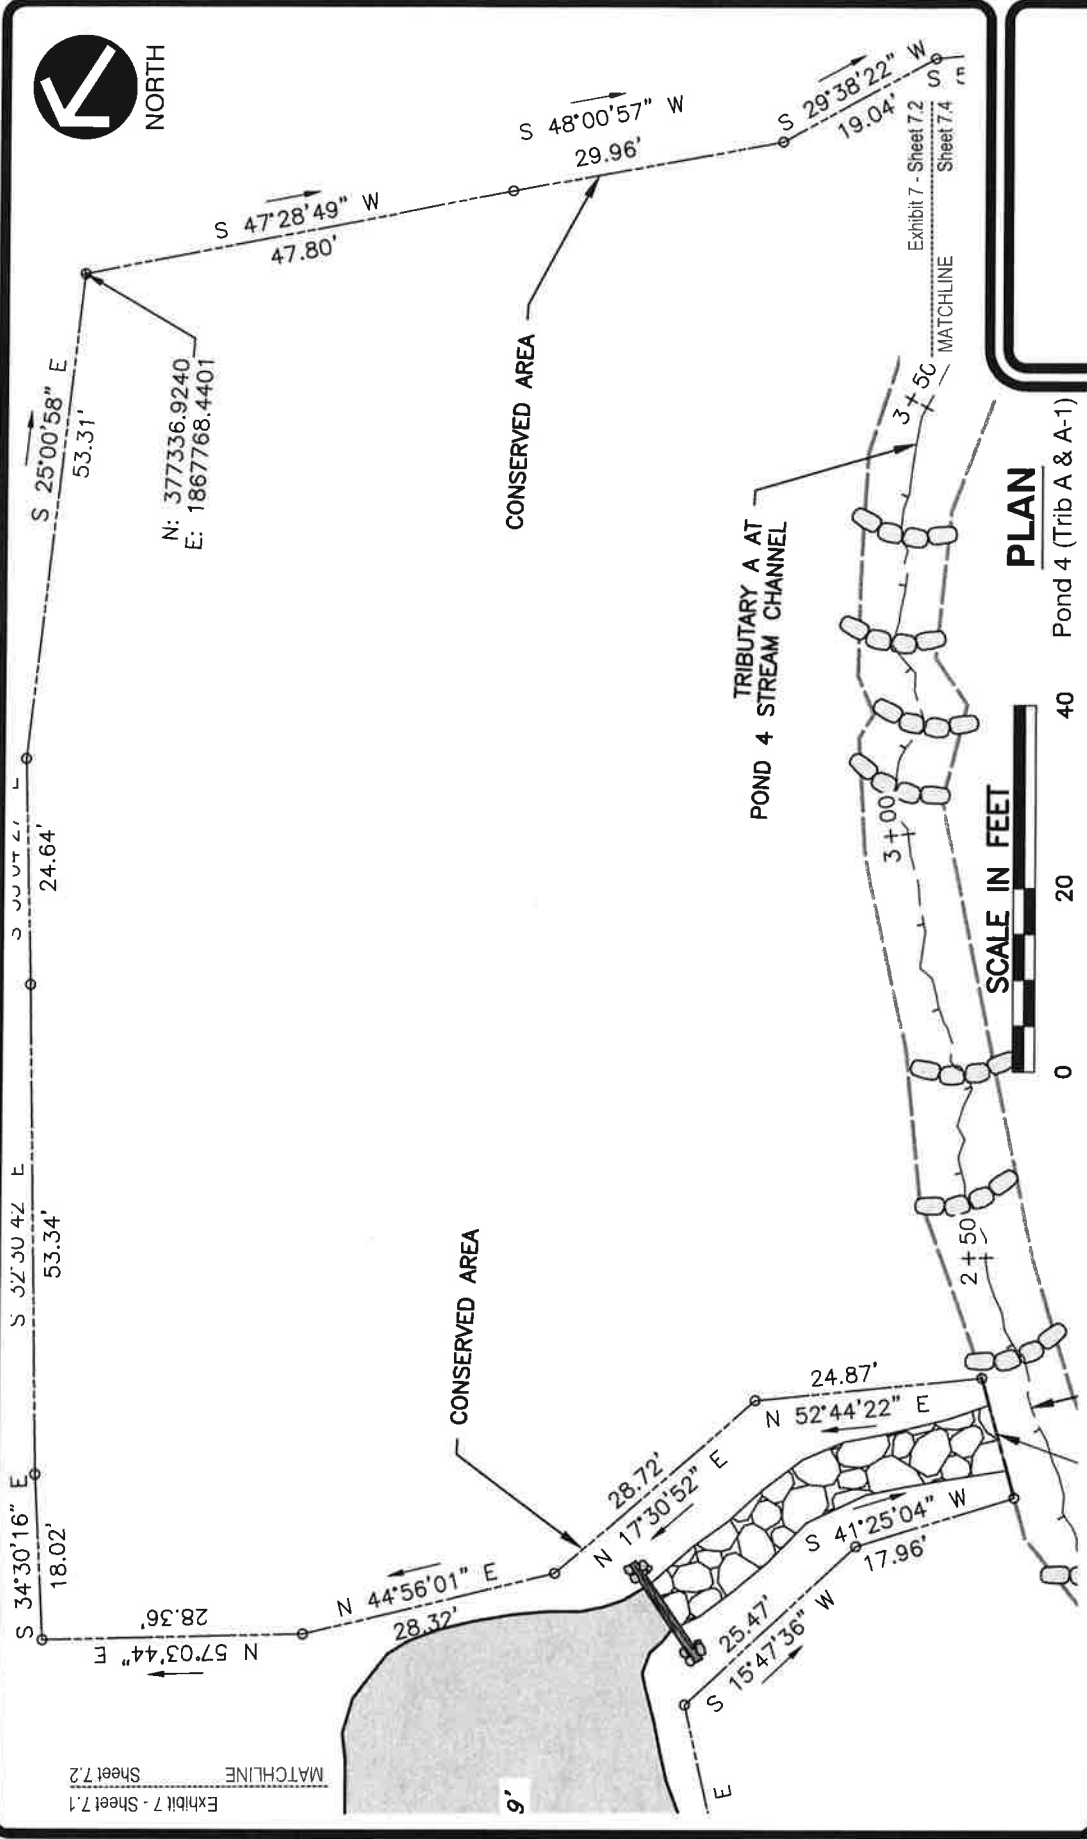 NORTH
S 34°30'16" E
18.02'
53.34'
24.64'
S 25°00'58" E
53.31'
N: 377336.9240
E: 1867768.4401
S 47°28'49" W
47.80'
S 48°00'57" W
29.96'
S 29°38'22" W
19.04'
S
Exhibit 7 - Sheet 7.2
Sheet 7.4
MATCHLINE
CONSERVED AREA
TRIBUTARY A AT
POND 4 STREAM CHANNEL
3+50
3+00
2+50
CONSERVED AREA
N 57°03'44" E
28.36'
N 44°56'01" E
28.32'
28.72'
N 17°30'52" E
24.87'
N 52°44'22" E
S 41°25'04" W
17.96'
25.47'
S 15°47'36" W
E
9'
Exhibit 7 - Sheet 7.1
Sheet 7.2
MATCHLINE
PLAN
Pond 4 (Trib A & A-1)
SCALE IN FEET
0 20 40